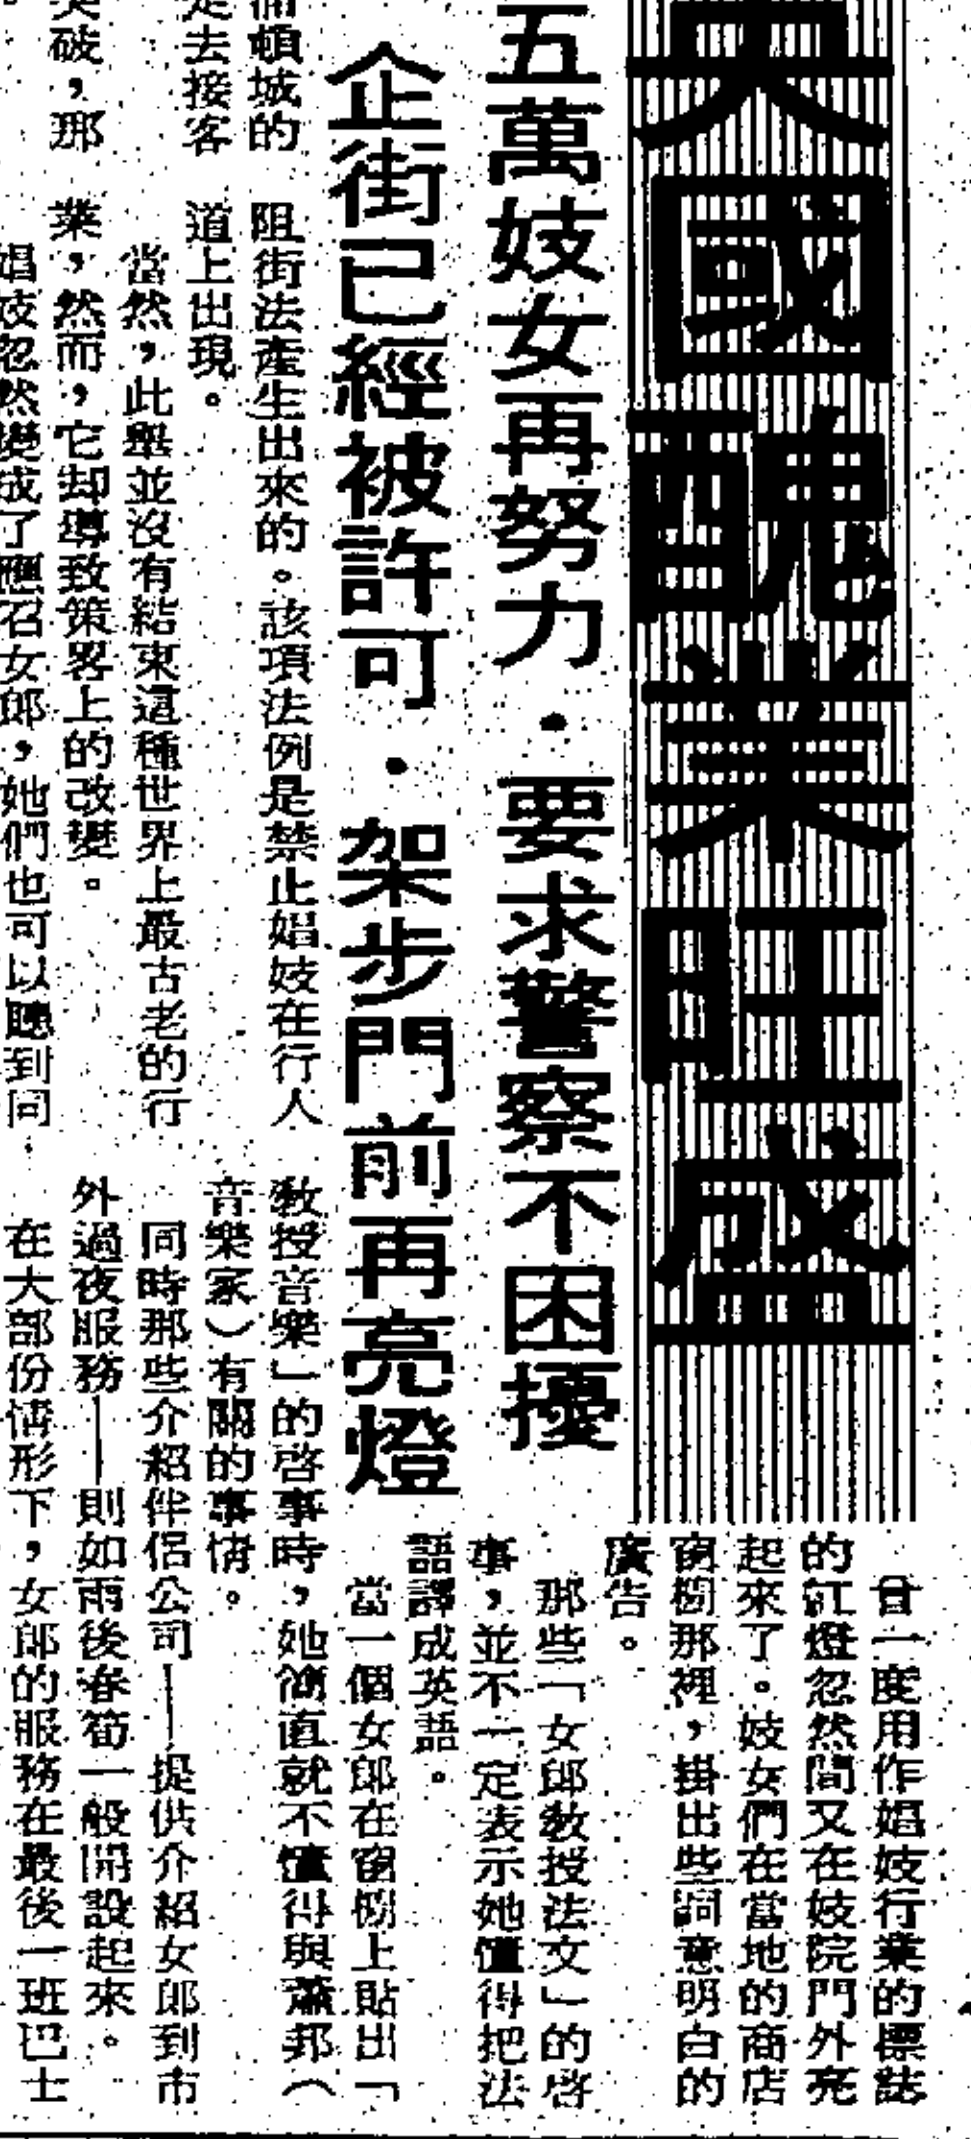 國醜業旺盛
五萬妓女再努力．要求警察不困擾
企街已經被許可．架步門前再亮燈
頓城的
是去接客
破，那
阻街法產生出來的。該項法例是禁止娼妓在行人
道上出現。
當然，此舉並沒有結束這種世界上最古老的行
業，然而，它却導致策畧上的改變。
娼妓忽然變成了應召女郎，她們也可以聽到同
教授音樂」的啓事時，她簡直就不懂得與蕭邦（
音樂家）有關的事情。
同時那些介紹伴侶公司——提供介紹女郎到市
外過夜服務——則如雨後春筍一般開設起來。
在大部份情形下，女郎的服務在最後一班巴士
昔一度用作娼妓行業的標誌
的紅燈忽然間又在妓院門外亮
起來了。妓女們在當地的商店
窗櫥那裡，掛出些詞意明白的
廣告。
那些「女郎教授法文」的啓
事，並不一定表示她懂得把法
語譯成英語。
當一個女郎在窗櫥上貼出「